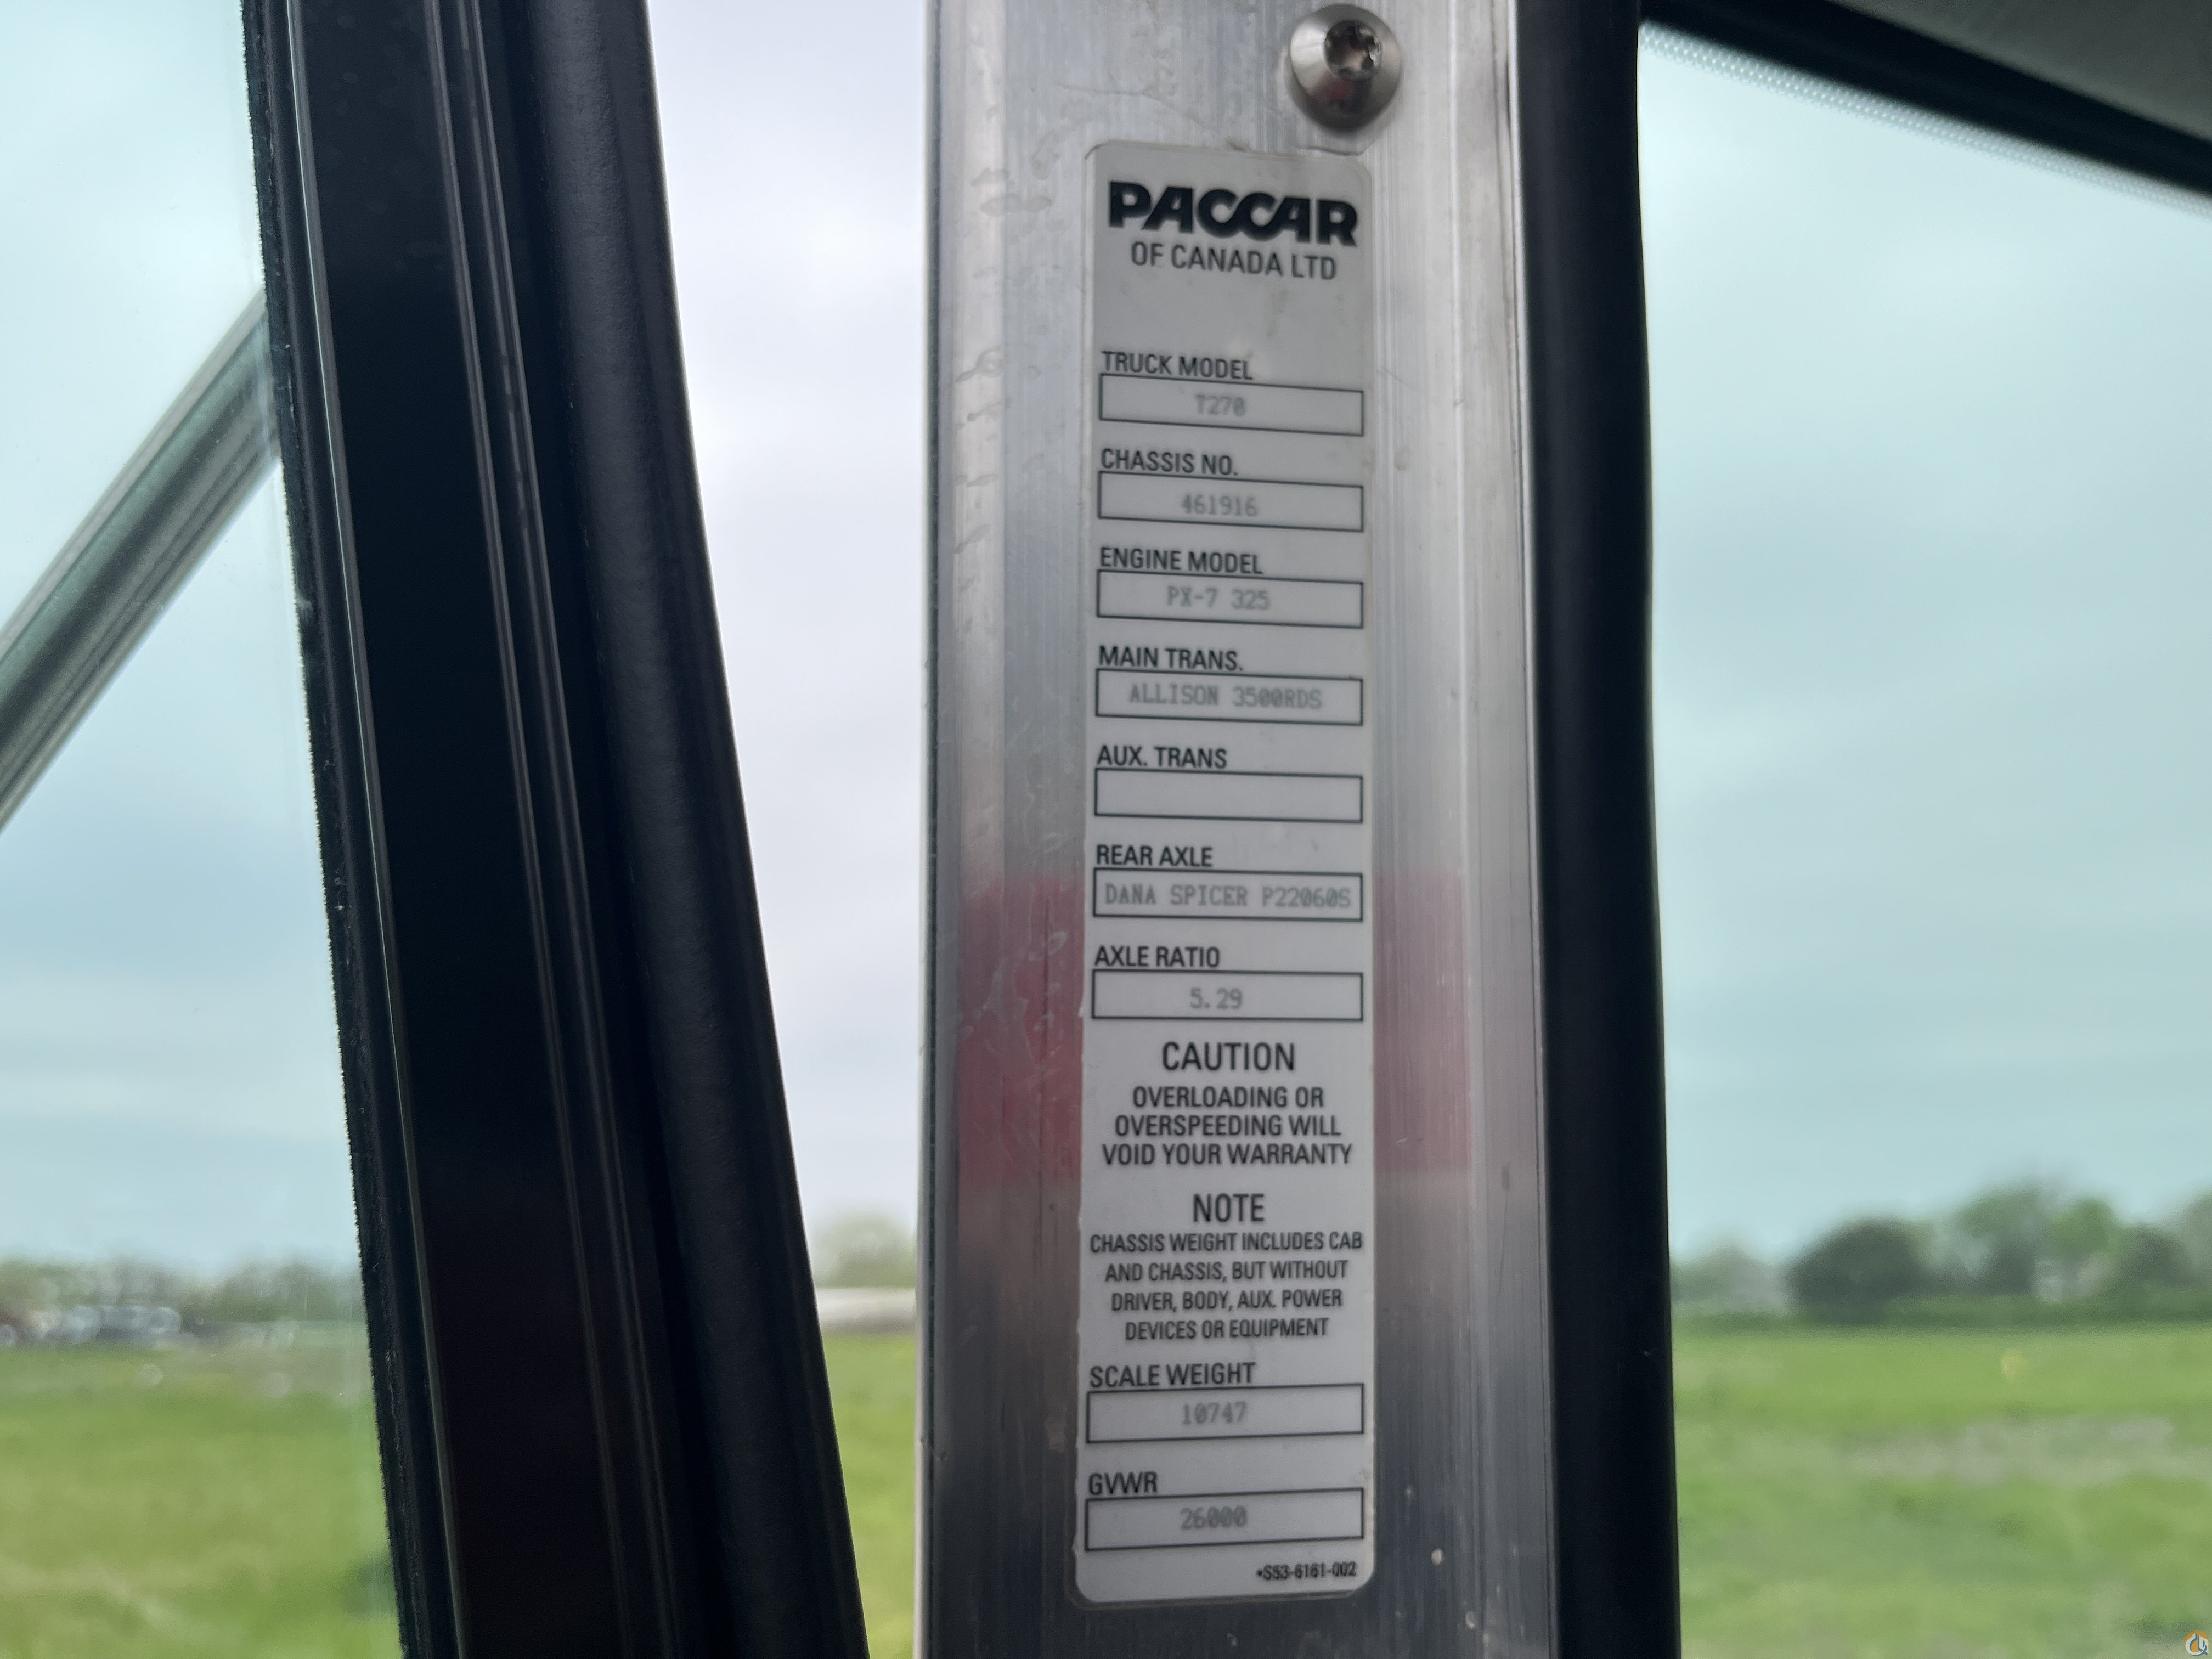 PACCAR
OF CANADA LTD
TRUCK MODEL
T270
CHASSIS NO.
461916
ENGINE MODEL
PX-7 325
MAIN TRANS.
ALLISON 3500RDS
AUX. TRANS
REAR AXLE
DANA SPICER P22060S
AXLE RATIO
5.29
CAUTION
OVERLOADING OR
OVERSPEEDING WILL
VOID YOUR WARRANTY
NOTE
CHASSIS WEIGHT INCLUDES CAB
AND CHASSIS, BUT WITHOUT
DRIVER, BODY, AUX. POWER
DEVICES OR EQUIPMENT
SCALE WEIGHT
10747
GVWR
26000
•S53-6161-002